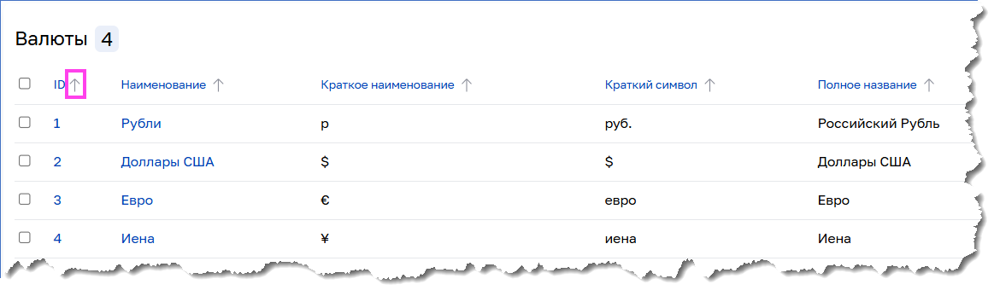 Валюты 4
ID Наименование Краткое наименование Краткий символ Полное название
1 Рубли р руб. Российский Рубль
2 Доллары США $ $ Доллары США
3 Евро € евро Евро
4 Иена ¥ иена Иена